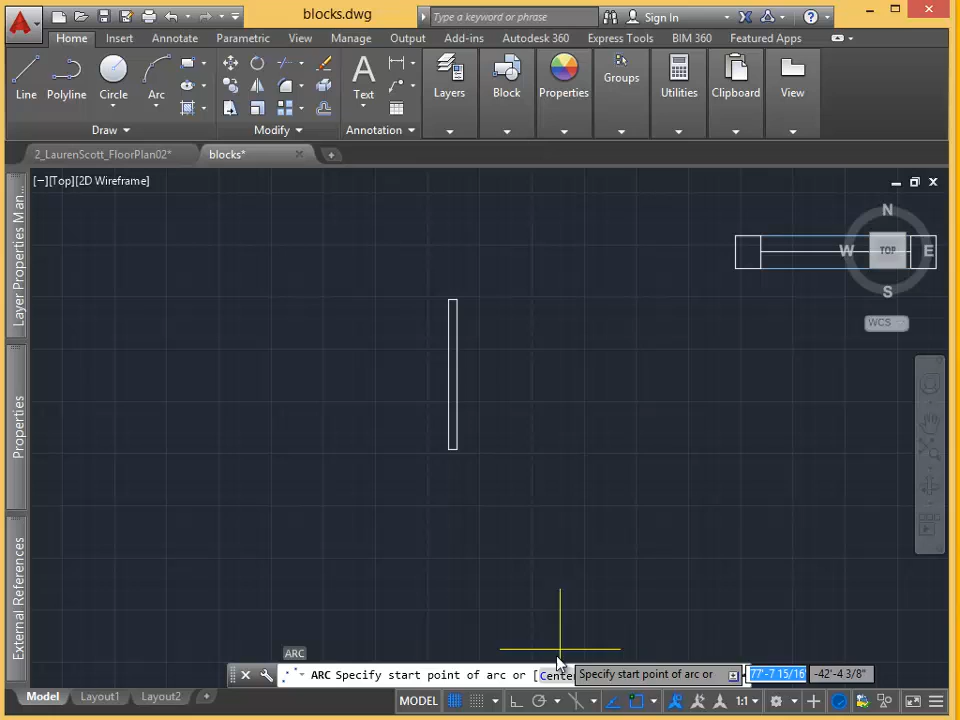 blocks.dwg
Type a keyword or phrase
Sign In
Home Insert Annotate Parametric View Manage Output Add-ins Autodesk 360 Express Tools BIM 360 Featured Apps
Line Polyline Circle Arc Text Layers Block Properties Groups Utilities Clipboard View
Draw Modify Annotation
2_LaurenScott_FloorPlan02* blocks*
[−][Top][2D Wireframe]
Layer Properties Man...
Properties
External References
N
W TOP E
S
WCS
ARC
ARC Specify start point of arc or [Center
Specify start point of arc or
77'-7 15/16" -42'-4 3/8"
Model Layout1 Layout2 +
MODEL 1:1